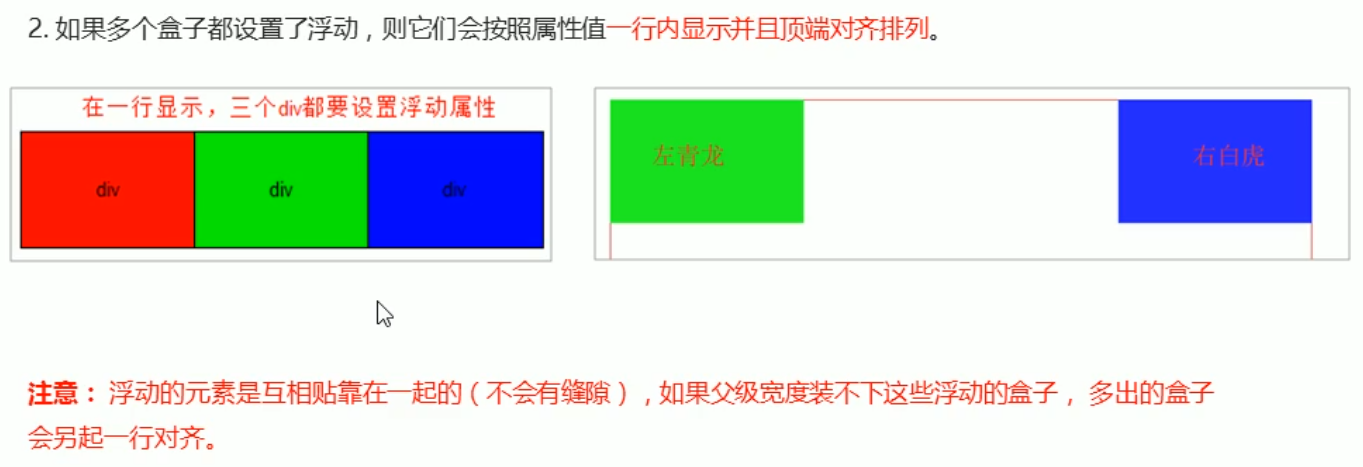 2. 如果多个盒子都设置了浮动，则它们会按照属性值一行内显示并且顶端对齐排列。
在一行显示，三个div都要设置浮动属性
div
div
div
左青龙
右白虎
注意： 浮动的元素是互相贴靠在一起的（不会有缝隙），如果父级宽度装不下这些浮动的盒子， 多出的盒子
会另起一行对齐。